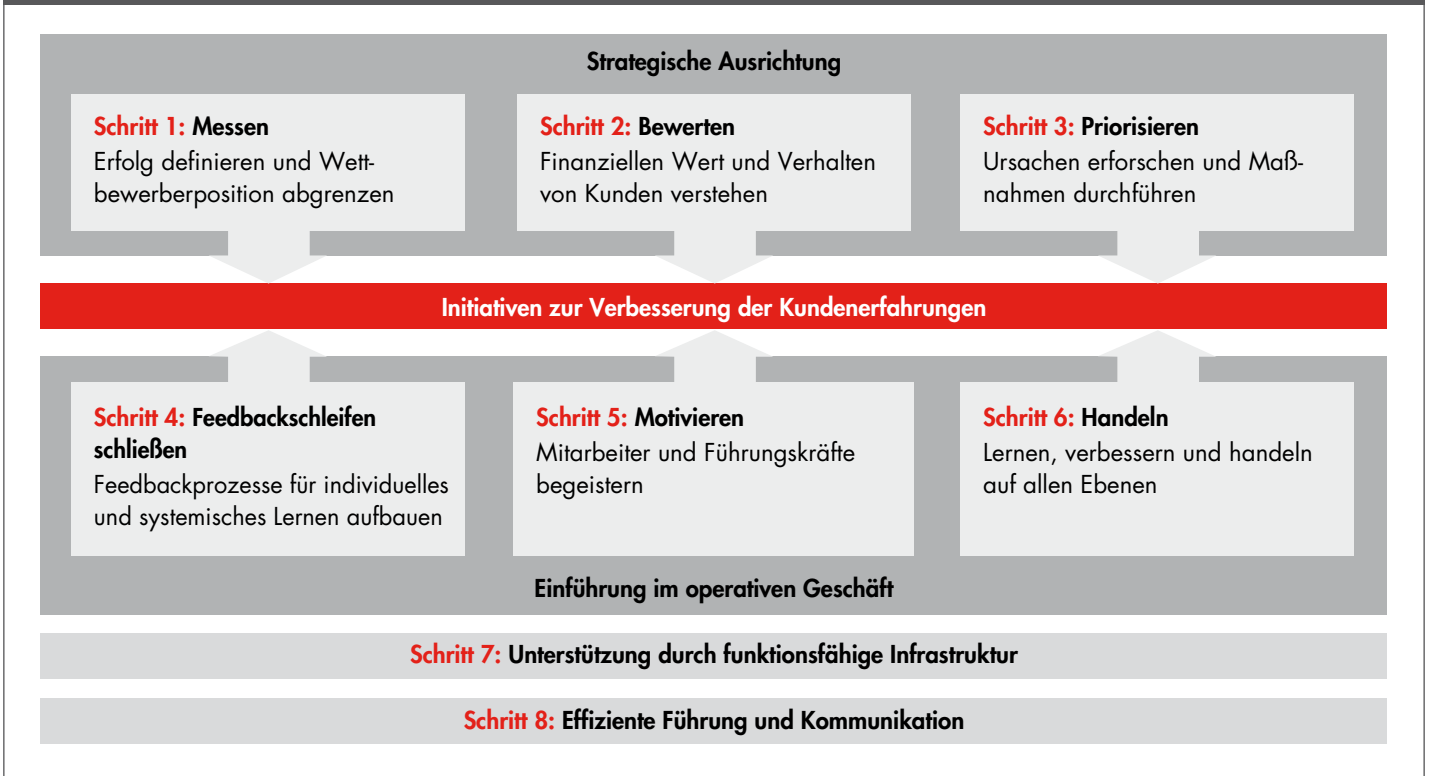 Strategische Ausrichtung
Schritt 1: Messen
Erfolg definieren und Wett-
bewerberposition abgrenzen
Schritt 2: Bewerten
Finanziellen Wert und Verhalten
von Kunden verstehen
Schritt 3: Priorisieren
Ursachen erforschen und Maß-
nahmen durchführen
Initiativen zur Verbesserung der Kundenerfahrungen
Schritt 4: Feedbackschleifen
schließen
Feedbackprozesse für individuelles
und systemisches Lernen aufbauen
Schritt 5: Motivieren
Mitarbeiter und Führungskräfte
begeistern
Schritt 6: Handeln
Lernen, verbessern und handeln
auf allen Ebenen
Einführung im operativen Geschäft
Schritt 7: Unterstützung durch funktionsfähige Infrastruktur
Schritt 8: Effiziente Führung und Kommunikation